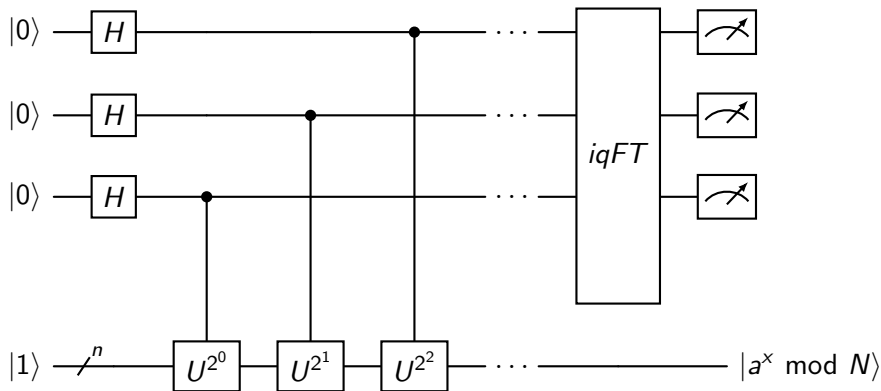 |0⟩ H ···
|0⟩ H ···
iqFT
|0⟩ H ···
|1⟩ n U^{2^0} U^{2^1} U^{2^2} ··· |a^x mod N⟩